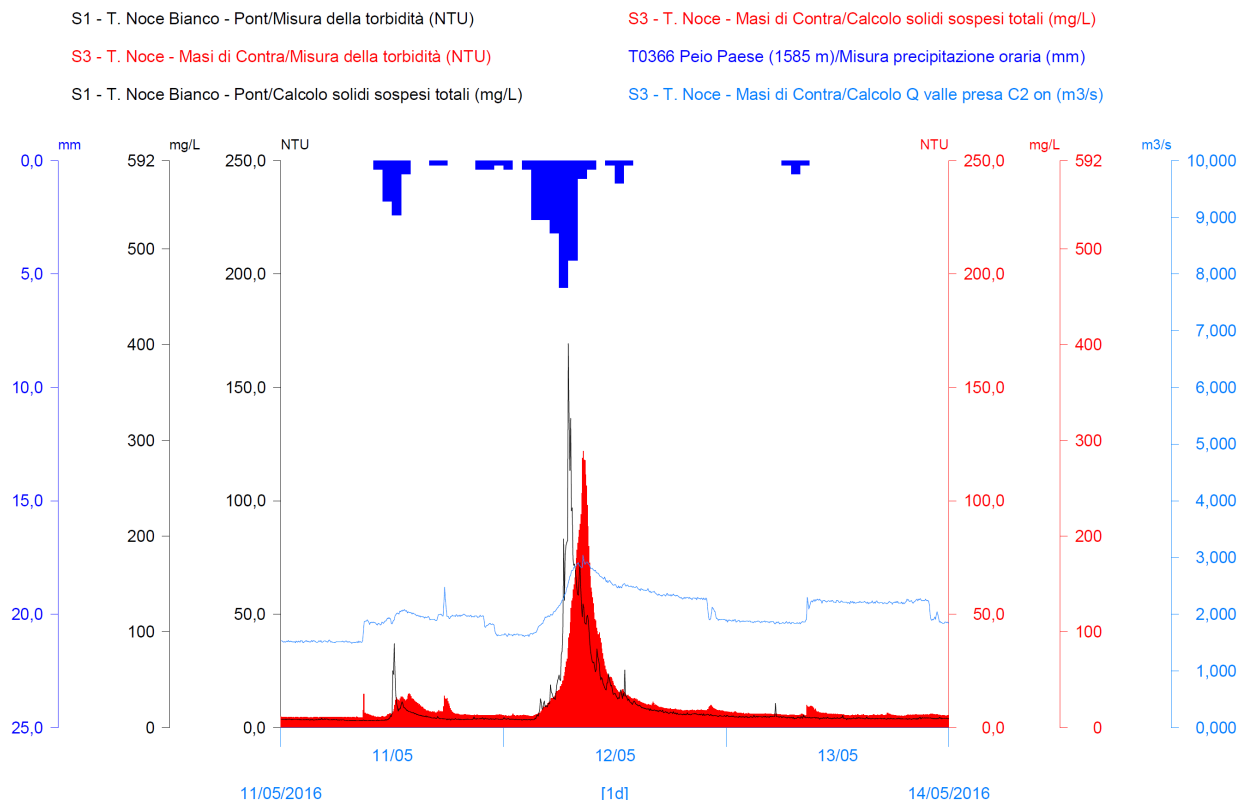 S1 - T. Noce Bianco - Pont/Misura della torbidità (NTU)
S3 - T. Noce - Masi di Contra/Calcolo solidi sospesi totali (mg/L)
S3 - T. Noce - Masi di Contra/Misura della torbidità (NTU)
T0366 Peio Paese (1585 m)/Misura precipitazione oraria (mm)
S1 - T. Noce Bianco - Pont/Calcolo solidi sospesi totali (mg/L)
S3 - T. Noce - Masi di Contra/Calcolo Q valle presa C2 on (m3/s)
mm mg/L NTU NTU mg/L m3/s
0,0 592 250,0 250,0 592 10,000
9,000
500 500
5,0 200,0 200,0 8,000
400 400 7,000
10,0 150,0 150,0 6,000
300 300 5,000
15,0 100,0 100,0 4,000
200 200
3,000
20,0 50,0 50,0 2,000
100 100
1,000
25,0 0 0,0 0,0 0 0,000
11/05 12/05 13/05
11/05/2016 [1d] 14/05/2016